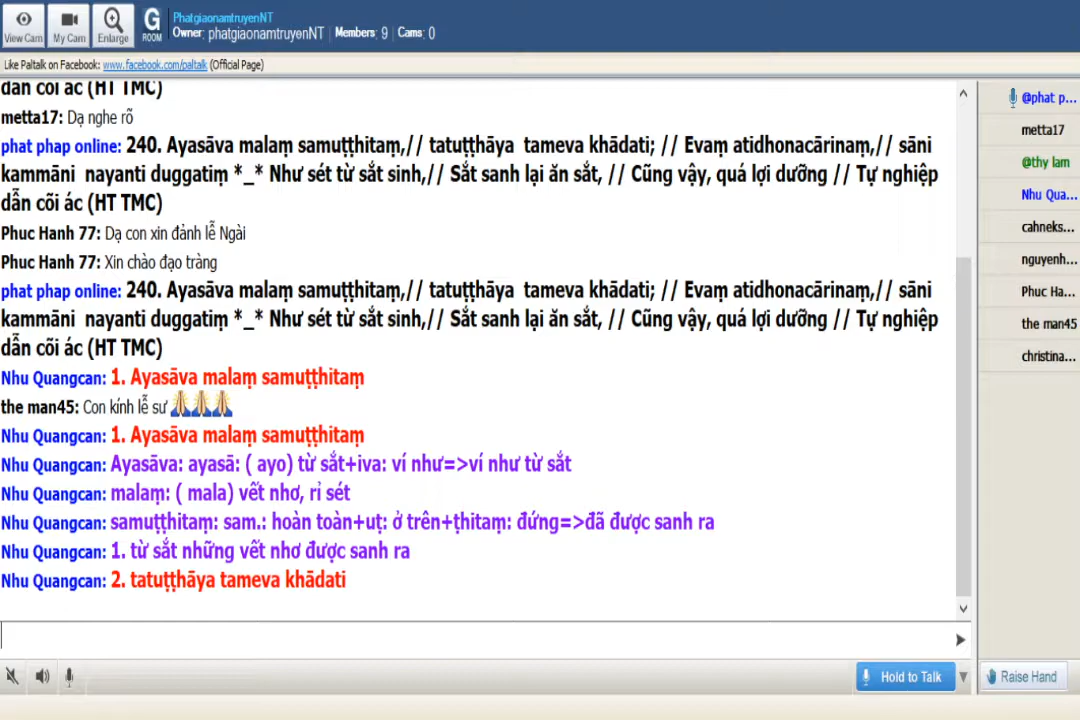 PhatgiaonamtruyenNT
G Owner: phatgiaonamtruyenNT Members: 9 Cams: 0
View Cam My Cam Enlarge ROOM
Like Paltalk on Facebook: www.facebook.com/paltalk (Official Page)
dẫn cõi ác (HT TMC)
metta17: Dạ nghe rõ
phat phap online: 240. Ayasāva malaṃ samuṭṭhitaṃ,// tatuṭṭhāya tameva khādati; // Evaṃ atidhonacārinaṃ,// sāni
kammāni nayanti duggatiṃ *_* Như sét từ sắt sinh,// Sắt sanh lại ăn sắt, // Cũng vậy, quá lợi dưỡng // Tự nghiệp
dẫn cõi ác (HT TMC)
Phuc Hanh 77: Dạ con xin đảnh lễ Ngài
Phuc Hanh 77: Xin chào đạo tràng
phat phap online: 240. Ayasāva malaṃ samuṭṭhitaṃ,// tatuṭṭhāya tameva khādati; // Evaṃ atidhonacārinaṃ,// sāni
kammāni nayanti duggatiṃ *_* Như sét từ sắt sinh,// Sắt sanh lại ăn sắt, // Cũng vậy, quá lợi dưỡng // Tự nghiệp
dẫn cõi ác (HT TMC)
Nhu Quangcan: 1. Ayasāva malaṃ samuṭṭhitaṃ
the man45: Con kính lễ sư 🙏🙏🙏
Nhu Quangcan: 1. Ayasāva malaṃ samuṭṭhitaṃ
Nhu Quangcan: Ayasāva: ayasā: ( ayo) từ sắt+iva: ví như=>ví như từ sắt
Nhu Quangcan: malaṃ: ( mala) vết nhơ, rỉ sét
Nhu Quangcan: samuṭṭhitaṃ: sam.: hoàn toàn+uṭ: ở trên+ṭhitaṃ: đứng=>đã được sanh ra
Nhu Quangcan: 1. từ sắt những vết nhơ được sanh ra
Nhu Quangcan: 2. tatuṭṭhāya tameva khādati
@phat p...
metta17
@thy lam
Nhu Qua...
cahneks...
nguyenh...
Phuc Ha...
the man45
christina...
Hold to Talk
Raise Hand